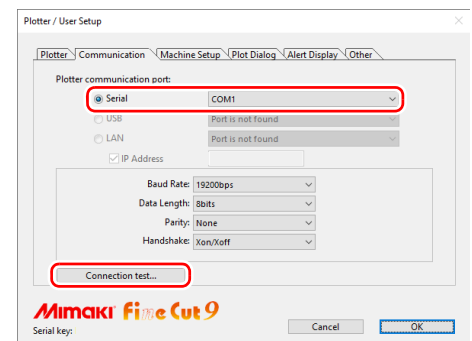 Plotter / User Setup
Plotter Communication Machine Setup Plot Dialog Alert Display Other
Plotter communication port:
Serial COM1
USB Port is not found
LAN Port is not found
IP Address
Baud Rate: 19200bps
Data Length: 8bits
Parity: None
Handshake: Xon/Xoff
Connection test...
Mimaki Fine Cut 9
Serial key:
Cancel OK